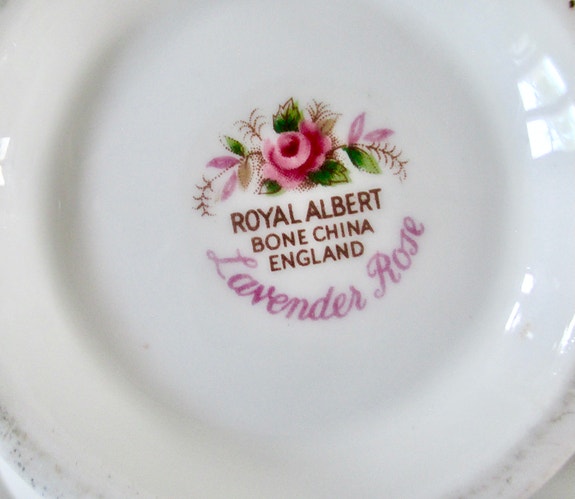 ROYAL ALBERT
BONE CHINA
ENGLAND
Lavender Rose